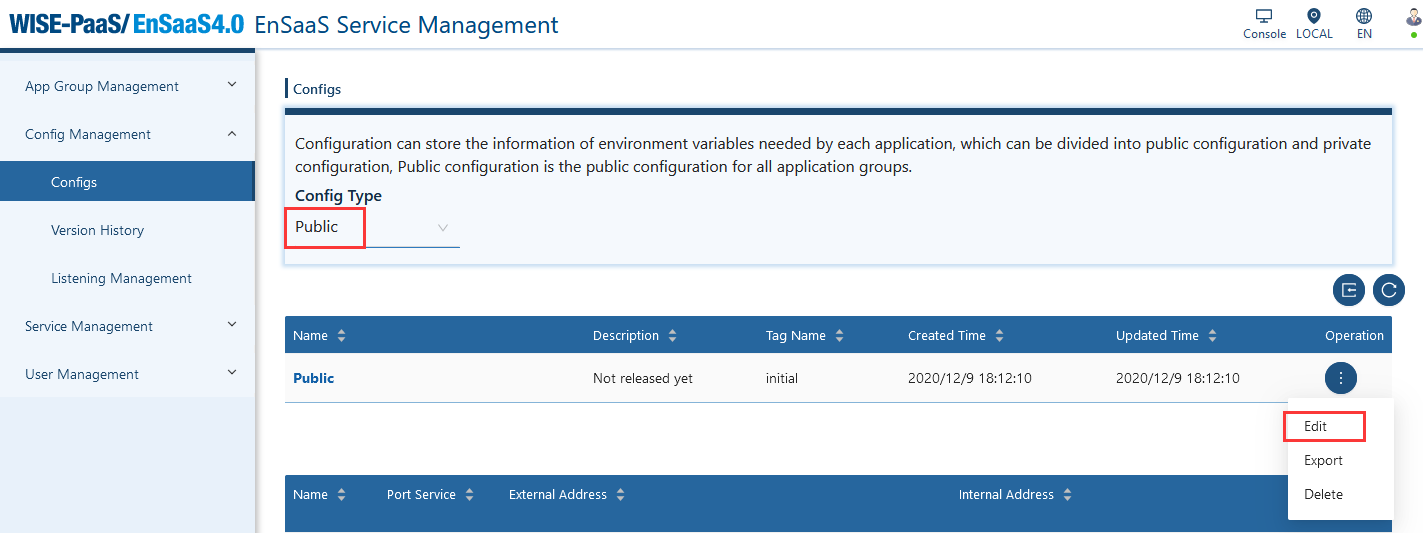 WISE-PaaS/ EnSaaS4.0 EnSaaS Service Management
Console LOCAL EN
App Group Management
Config Management
Configs
Version History
Listening Management
Service Management
User Management
Configs
Configuration can store the information of environment variables needed by each application, which can be divided into public configuration and private
configuration, Public configuration is the public configuration for all application groups.
Config Type
Public
Name Description Tag Name Created Time Updated Time Operation
Public Not released yet initial 2020/12/9 18:12:10 2020/12/9 18:12:10
Edit
Export
Delete
Name Port Service External Address Internal Address